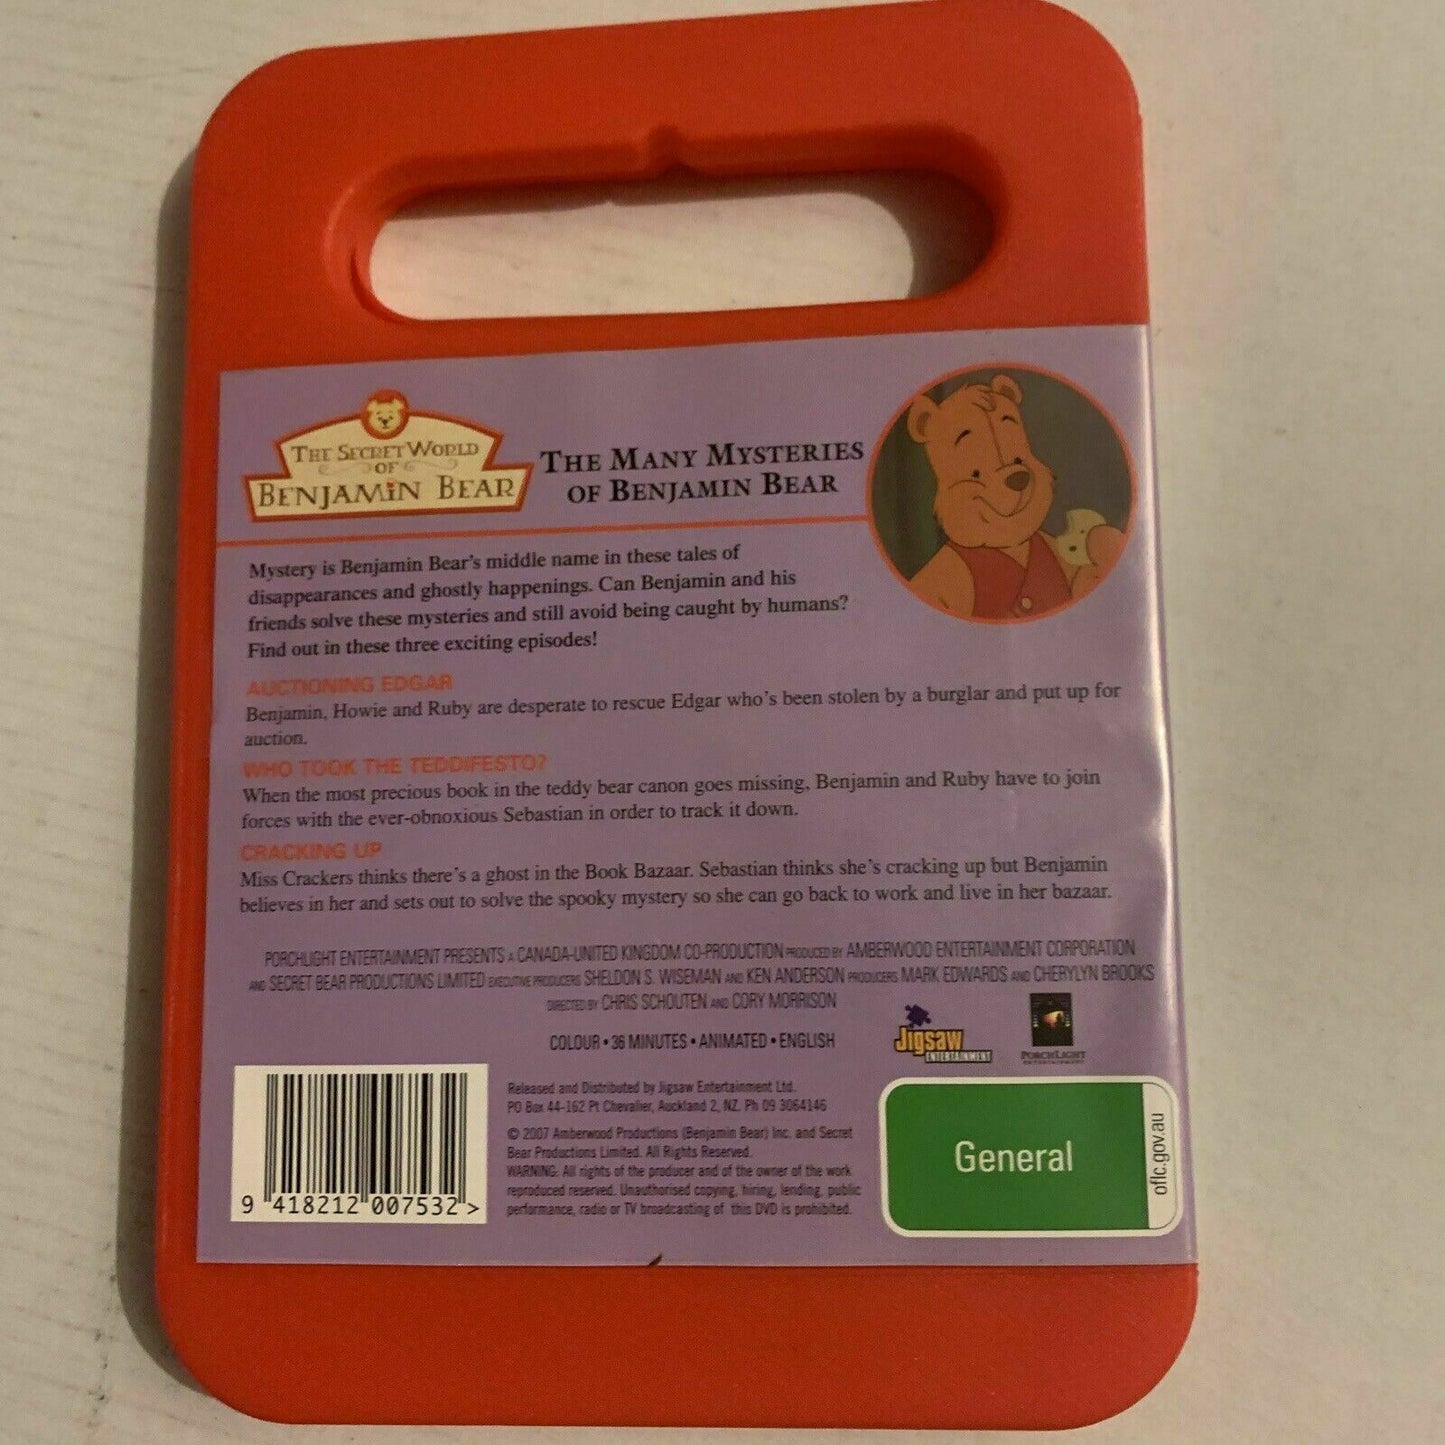 The Secret World
of
Benjamin Bear
The Many Mysteries
of Benjamin Bear
Mystery is Benjamin Bear's middle name in these tales of
disappearances and ghostly happenings. Can Benjamin and his
friends solve these mysteries and still avoid being caught by humans?
Find out in these three exciting episodes!
AUCTIONING EDGAR
Benjamin, Howie and Ruby are desperate to rescue Edgar who's been stolen by a burglar and put up for
auction.
WHO TOOK THE TEDDIFESTO?
When the most precious book in the teddy bear canon goes missing, Benjamin and Ruby have to join
forces with the ever-obnoxious Sebastian in order to track it down.
CRACKING UP
Miss Crackers thinks there's a ghost in the Book Bazaar. Sebastian thinks she's cracking up but Benjamin
believes in her and sets out to solve the spooky mystery so she can go back to work and live in her bazaar.
PORCHLIGHT ENTERTAINMENT PRESENTS A CANADA-UNITED KINGDOM CO-PRODUCTION PRODUCED BY AMBERWOOD ENTERTAINMENT CORPORATION
AND SECRET BEAR PRODUCTIONS LIMITED EXECUTIVE PRODUCERS SHELDON S. WISEMAN AND KEN ANDERSON PRODUCERS MARK EDWARDS AND CHERYLYN BROOKS
DIRECTED BY CHRIS SCHOUTEN AND CORY MORRISON
COLOUR • 36 MINUTES • ANIMATED • ENGLISH
Jigsaw
ENTERTAINMENT
PORCHLIGHT
ENTERTAINMENT
Released and Distributed by Jigsaw Entertainment Ltd.
PO Box 44-162 Pt Chevalier, Auckland 2, NZ. Ph 09 3064146
© 2007 Amberwood Productions (Benjamin Bear) Inc. and Secret
Bear Productions Limited. All Rights Reserved.
WARNING: All rights of the producer and of the owner of the work
reproduced reserved. Unauthorised copying, hiring, lending, public
performance, radio or TV broadcasting of this DVD is prohibited.
9 418212 007532 >
General
oflc.gov.au